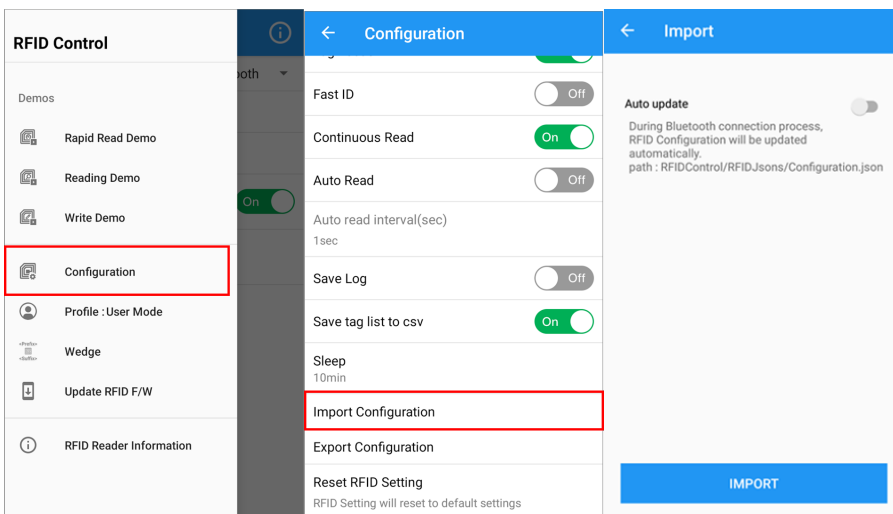 RFID Control
Demos
Rapid Read Demo
Reading Demo
Write Demo
Configuration
Profile : User Mode
<Prefix>
<Suffix>
Wedge
Update RFID F/W
RFID Reader Information
On
Configuration
Fast ID
Off
Continuous Read
On
Auto Read
Off
Auto read interval(sec)
1sec
Save Log
Off
Save tag list to csv
On
Sleep
10min
Import Configuration
Export Configuration
Reset RFID Setting
RFID Setting will reset to default settings
Import
Auto update
During Bluetooth connection process,
RFID Configuration will be updated
automatically.
path : RFIDControl/RFIDJsons/Configuration.json
IMPORT